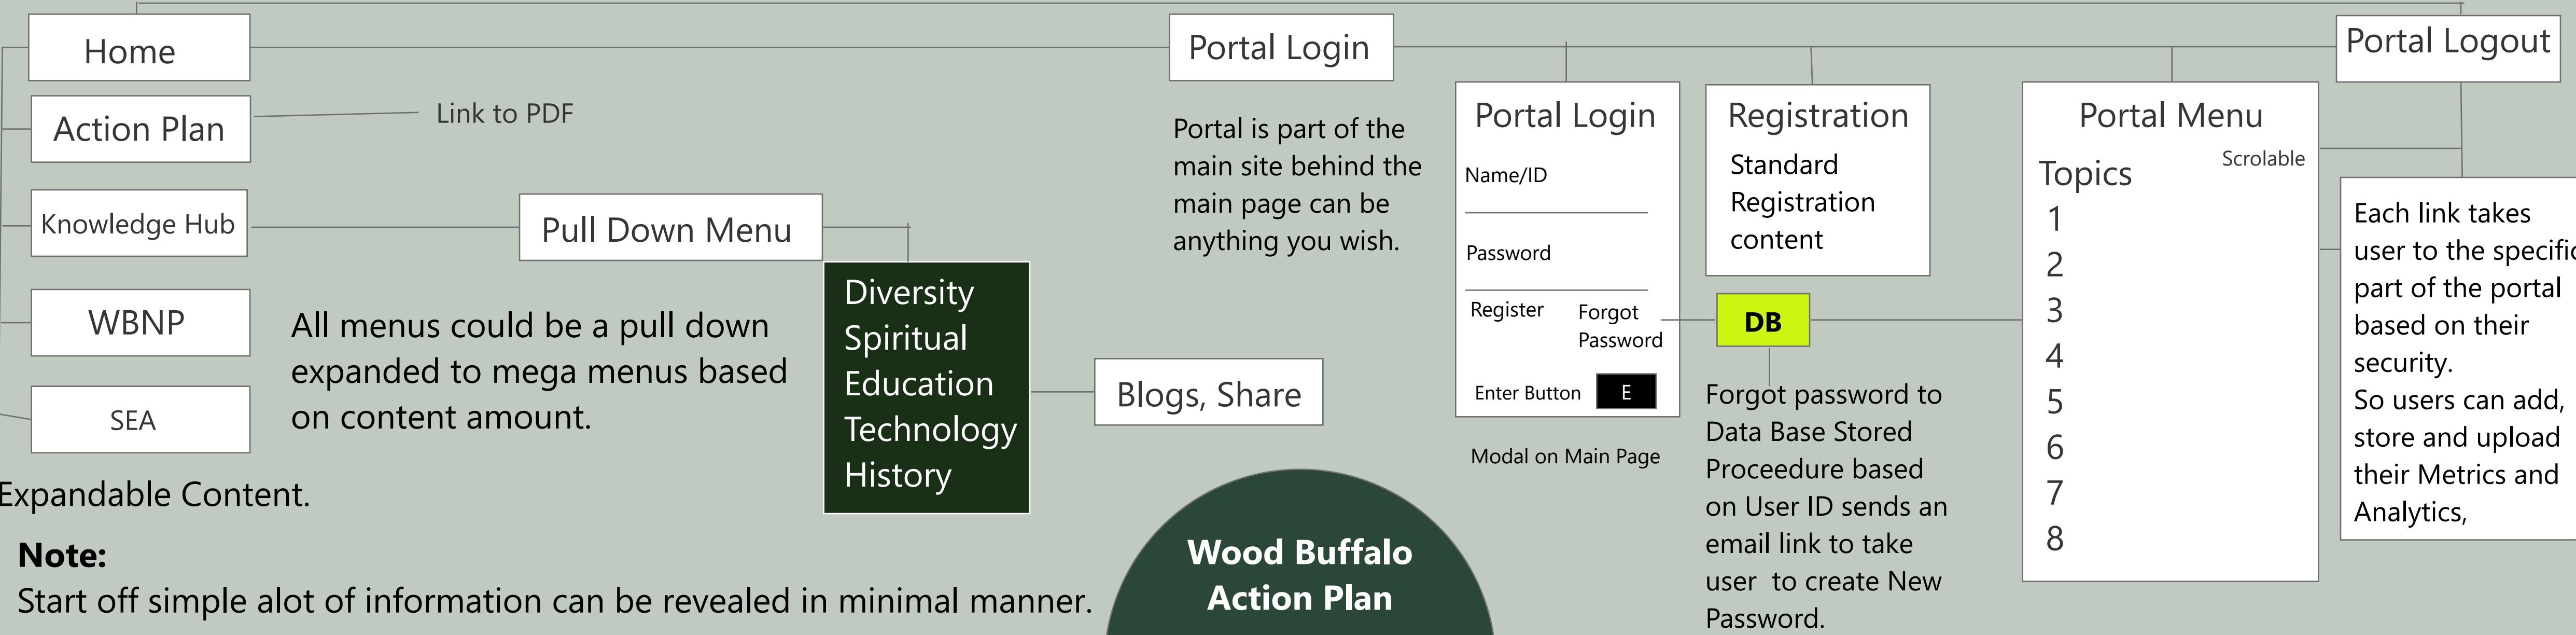 Home
Portal Login
Portal Logout
Action Plan
Link to PDF
Knowledge Hub
Pull Down Menu
WBNP
SEA
All menus could be a pull down
expanded to mega menus based
on content amount.
Diversity
Spiritual
Education
Technology
History
Blogs, Share
Expandable Content.
Note:
Start off simple alot of information can be revealed in minimal manner.
Wood Buffalo
Action Plan
Portal is part of the
main site behind the
main page can be
anything you wish.
Portal Login
Name/ID
Password
Register
Forgot
Password
Enter Button
E
Modal on Main Page
Registration
Standard
Registration
content
DB
Forgot password to
Data Base Stored
Proceedure based
on User ID sends an
email link to take
user to create New
Password.
Portal Menu
Scrolable
Topics
1
2
3
4
5
6
7
8
Each link takes
user to the specific
part of the portal
based on their
security.
So users can add,
store and upload
their Metrics and
Analytics,